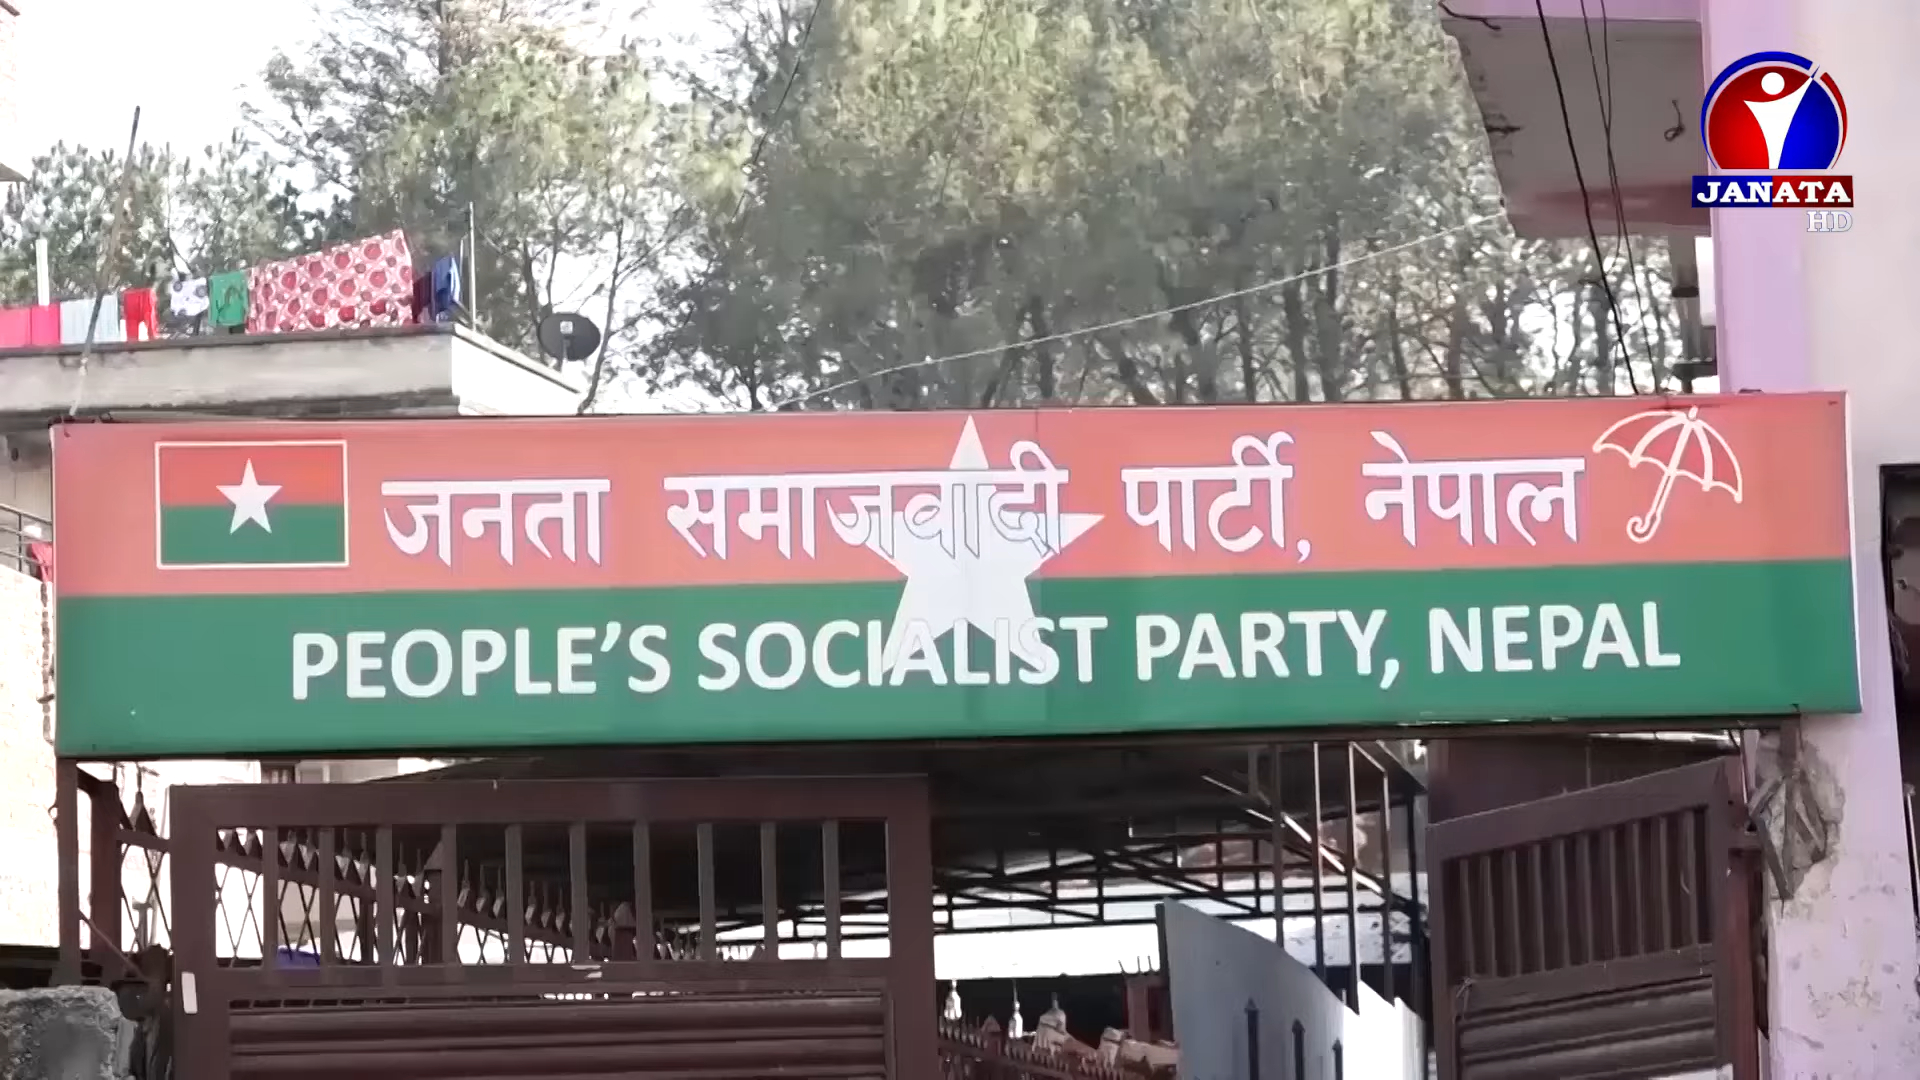 JANATA
HD
जनता समाजवादी पार्टी, नेपाल
PEOPLE'S SOCIALIST PARTY, NEPAL